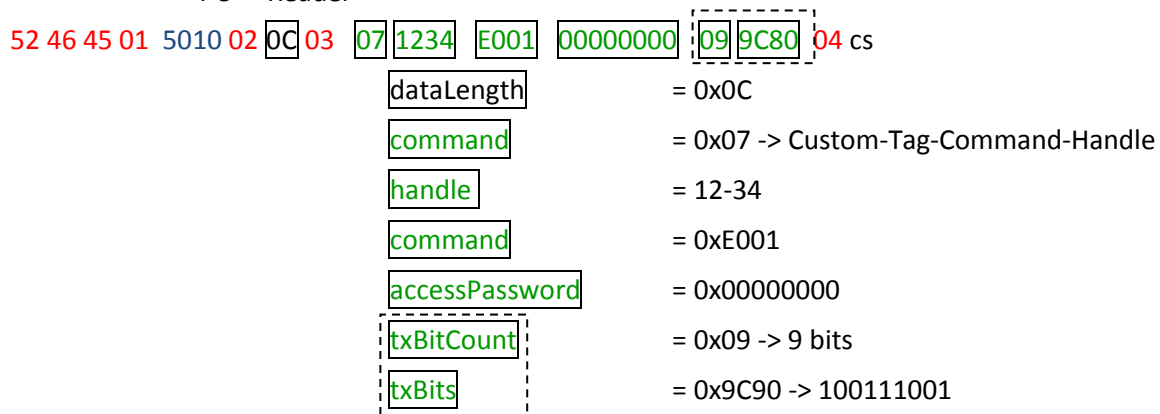 52 46 45 01 5010 02 0C 03 07 1234 E001 00000000 09 9C80 04 cs
dataLength = 0x0C
command = 0x07 -> Custom-Tag-Command-Handle
handle = 12-34
command = 0xE001
accessPassword = 0x00000000
txBitCount = 0x09 -> 9 bits
txBits = 0x9C90 -> 100111001